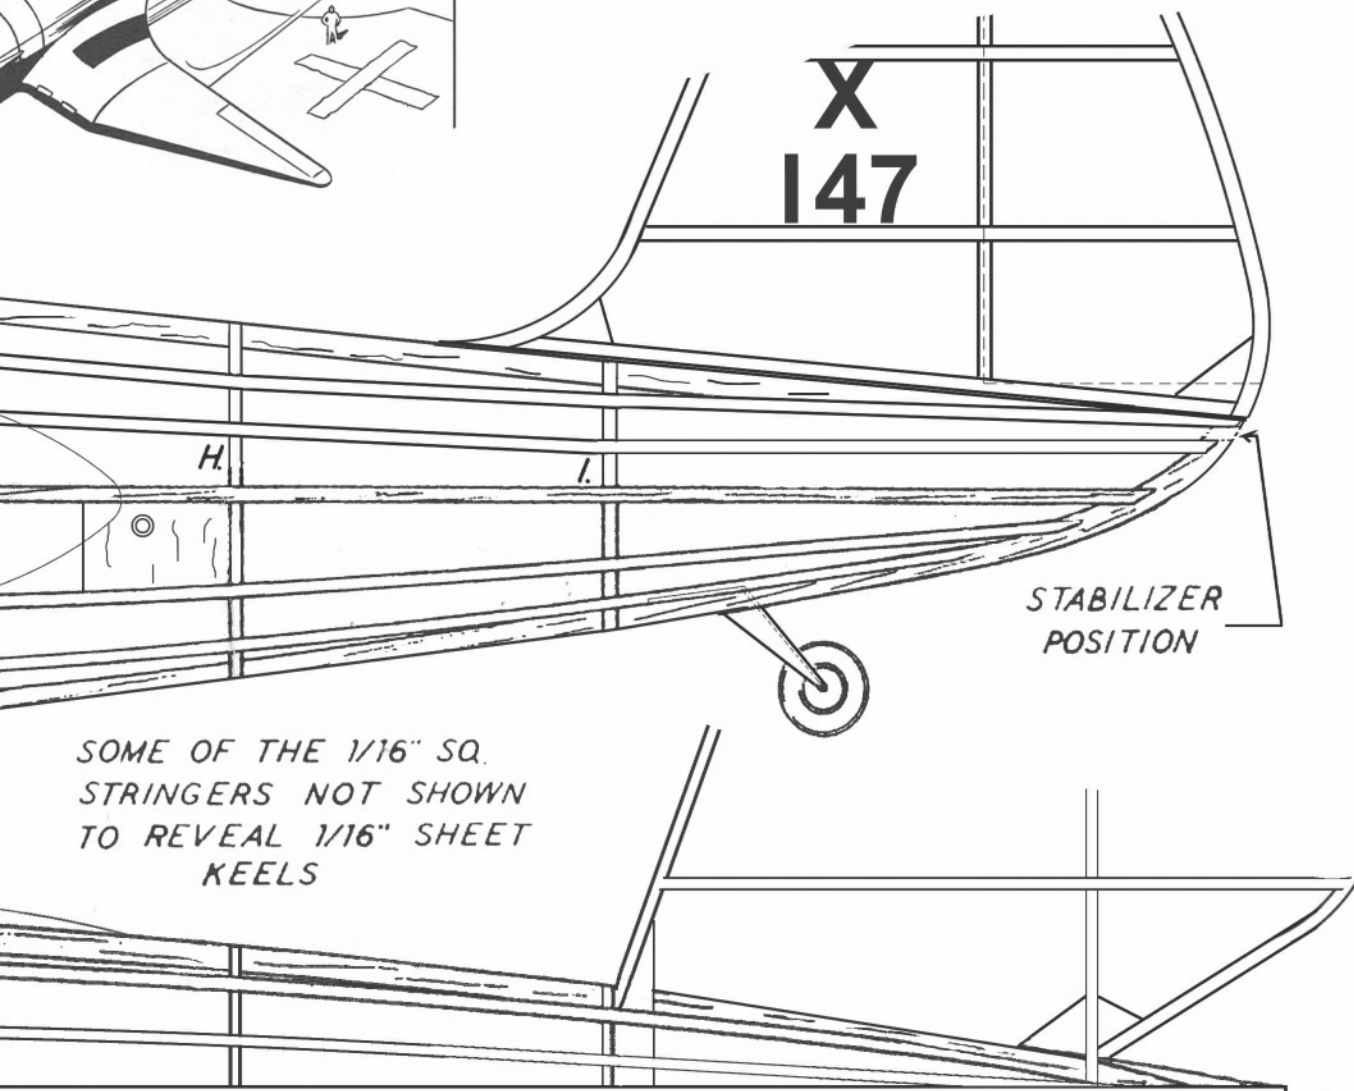 X
147
H.
I.
STABILIZER
POSITION
SOME OF THE 1/16" SQ.
STRINGERS NOT SHOWN
TO REVEAL 1/16" SHEET
KEELS